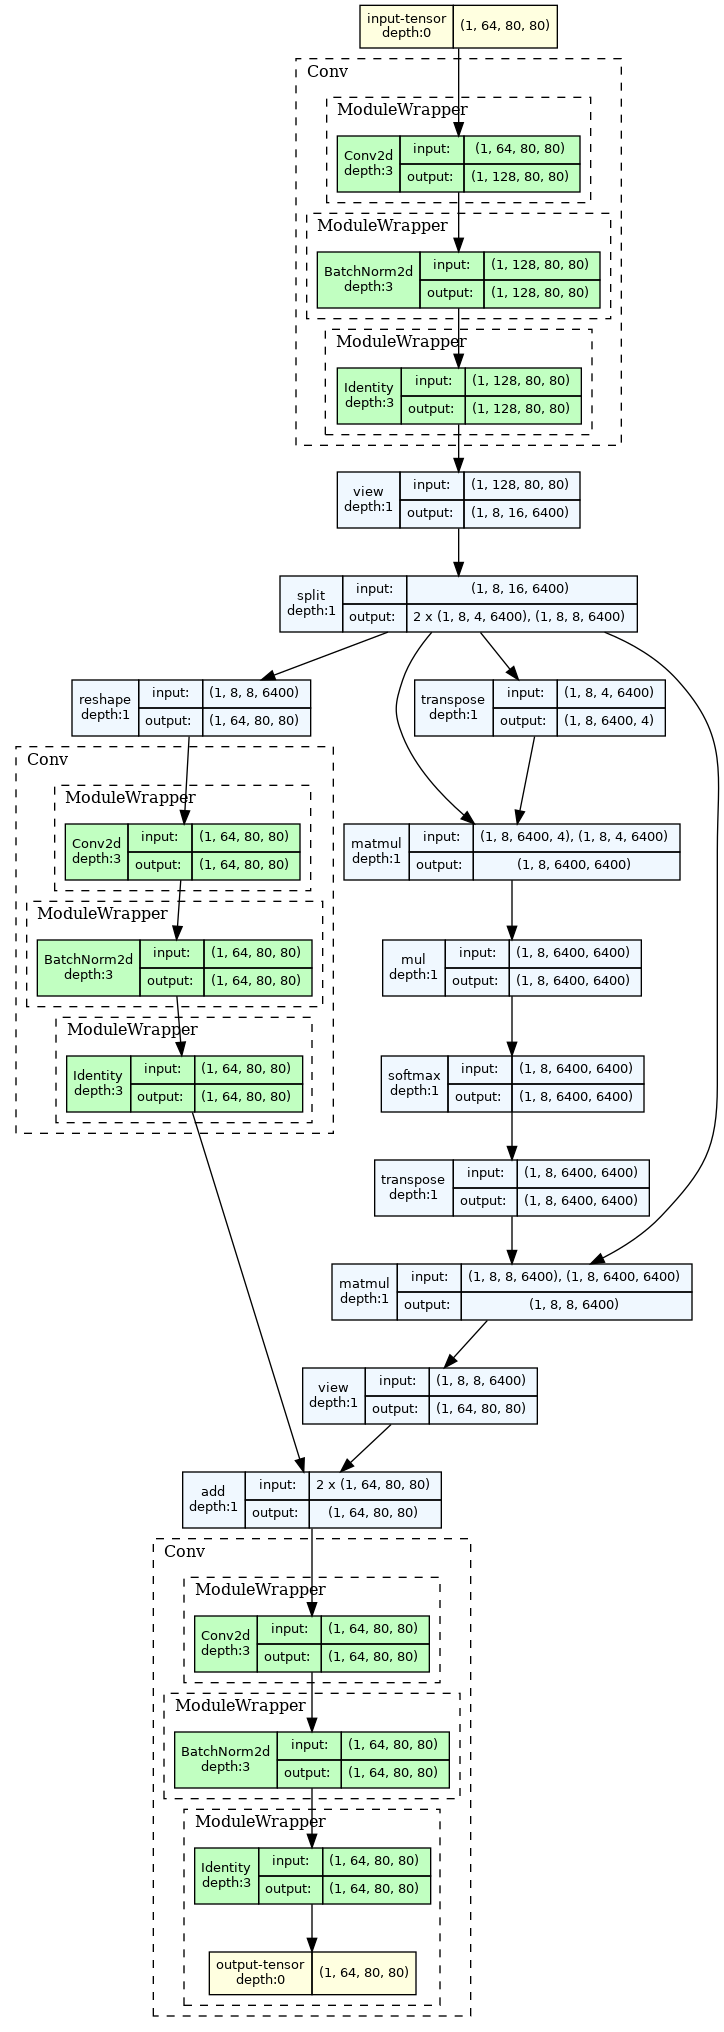 input-tensor
depth:0
(1, 64, 80, 80)
Conv
ModuleWrapper
Conv2d
depth:3
input:
(1, 64, 80, 80)
output:
(1, 128, 80, 80)
ModuleWrapper
BatchNorm2d
depth:3
input:
(1, 128, 80, 80)
output:
(1, 128, 80, 80)
ModuleWrapper
Identity
depth:3
input:
(1, 128, 80, 80)
output:
(1, 128, 80, 80)
view
depth:1
input:
(1, 128, 80, 80)
output:
(1, 8, 16, 6400)
split
depth:1
input:
(1, 8, 16, 6400)
output:
2 x (1, 8, 4, 6400), (1, 8, 8, 6400)
reshape
depth:1
input:
(1, 8, 8, 6400)
output:
(1, 64, 80, 80)
transpose
depth:1
input:
(1, 8, 4, 6400)
output:
(1, 8, 6400, 4)
Conv
ModuleWrapper
Conv2d
depth:3
input:
(1, 64, 80, 80)
output:
(1, 64, 80, 80)
matmul
depth:1
input:
(1, 8, 6400, 4), (1, 8, 4, 6400)
output:
(1, 8, 6400, 6400)
ModuleWrapper
BatchNorm2d
depth:3
input:
(1, 64, 80, 80)
output:
(1, 64, 80, 80)
mul
depth:1
input:
(1, 8, 6400, 6400)
output:
(1, 8, 6400, 6400)
ModuleWrapper
Identity
depth:3
input:
(1, 64, 80, 80)
output:
(1, 64, 80, 80)
softmax
depth:1
input:
(1, 8, 6400, 6400)
output:
(1, 8, 6400, 6400)
transpose
depth:1
input:
(1, 8, 6400, 6400)
output:
(1, 8, 6400, 6400)
matmul
depth:1
input:
(1, 8, 8, 6400), (1, 8, 6400, 6400)
output:
(1, 8, 8, 6400)
view
depth:1
input:
(1, 8, 8, 6400)
output:
(1, 64, 80, 80)
add
depth:1
input:
2 x (1, 64, 80, 80)
output:
(1, 64, 80, 80)
Conv
ModuleWrapper
Conv2d
depth:3
input:
(1, 64, 80, 80)
output:
(1, 64, 80, 80)
ModuleWrapper
BatchNorm2d
depth:3
input:
(1, 64, 80, 80)
output:
(1, 64, 80, 80)
ModuleWrapper
Identity
depth:3
input:
(1, 64, 80, 80)
output:
(1, 64, 80, 80)
output-tensor
depth:0
(1, 64, 80, 80)